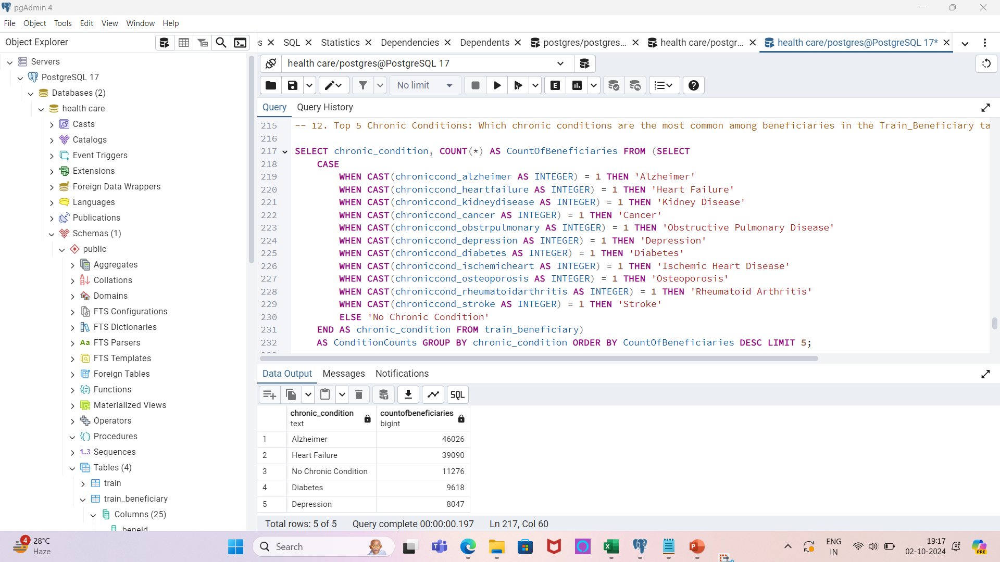 pgAdmin 4
File Object Tools Edit View Window Help
Object Explorer
s SQL Statistics Dependencies Dependents postgres/postgres... health care/postgr... health care/postgres@PostgreSQL 17*
Servers
PostgreSQL 17
Databases (2)
health care
Casts
Catalogs
Event Triggers
Extensions
Foreign Data Wrappers
Languages
Publications
Schemas (1)
public
Aggregates
Collations
Domains
FTS Configurations
FTS Dictionaries
Aa FTS Parsers
FTS Templates
Foreign Tables
Functions
Materialized Views
Operators
Procedures
1..3 Sequences
Tables (4)
train
train_beneficiary
Columns (25)
beneid
health care/postgres@PostgreSQL 17
No limit
E
Query Query History
215 -- 12. Top 5 Chronic Conditions: Which chronic conditions are the most common among beneficiaries in the Train_Beneficiary ta
216
217 SELECT chronic_condition, COUNT(*) AS CountOfBeneficiaries FROM (SELECT
218 CASE
219 WHEN CAST(chroniccond_alzheimer AS INTEGER) = 1 THEN 'Alzheimer'
220 WHEN CAST(chroniccond_heartfailure AS INTEGER) = 1 THEN 'Heart Failure'
221 WHEN CAST(chroniccond_kidneydisease AS INTEGER) = 1 THEN 'Kidney Disease'
222 WHEN CAST(chroniccond_cancer AS INTEGER) = 1 THEN 'Cancer'
223 WHEN CAST(chroniccond_obstrpulmonary AS INTEGER) = 1 THEN 'Obstructive Pulmonary Disease'
224 WHEN CAST(chroniccond_depression AS INTEGER) = 1 THEN 'Depression'
225 WHEN CAST(chroniccond_diabetes AS INTEGER) = 1 THEN 'Diabetes'
226 WHEN CAST(chroniccond_ischemicheart AS INTEGER) = 1 THEN 'Ischemic Heart Disease'
227 WHEN CAST(chroniccond_osteoporosis AS INTEGER) = 1 THEN 'Osteoporosis'
228 WHEN CAST(chroniccond_rheumatoidarthritis AS INTEGER) = 1 THEN 'Rheumatoid Arthritis'
229 WHEN CAST(chroniccond_stroke AS INTEGER) = 1 THEN 'Stroke'
230 ELSE 'No Chronic Condition'
231 END AS chronic_condition FROM train_beneficiary)
232 AS ConditionCounts GROUP BY chronic_condition ORDER BY CountOfBeneficiaries DESC LIMIT 5;
Data Output Messages Notifications
SQL
chronic_condition countofbeneficiaries
text bigint
1 Alzheimer 46026
2 Heart Failure 39090
3 No Chronic Condition 11276
4 Diabetes 9618
5 Depression 8047
Total rows: 5 of 5 Query complete 00:00:00.197 Ln 217, Col 60
4 28°C
Haze
Search
ENG
IN
19:17
02-10-2024
PRE